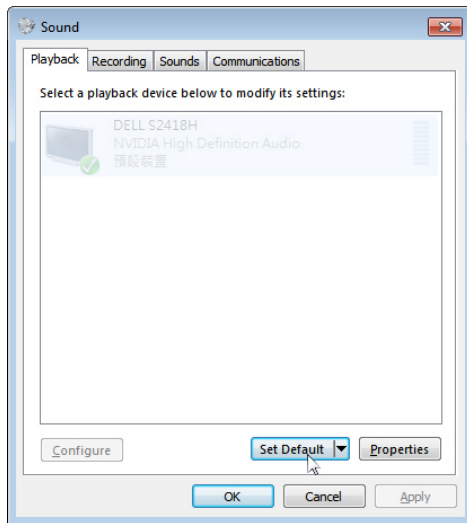 Sound
Playback Recording Sounds Communications
Select a playback device below to modify its settings:
DELL S2418H
NVIDIA High Definition Audio
預設裝置
Configure Set Default Properties
OK Cancel Apply